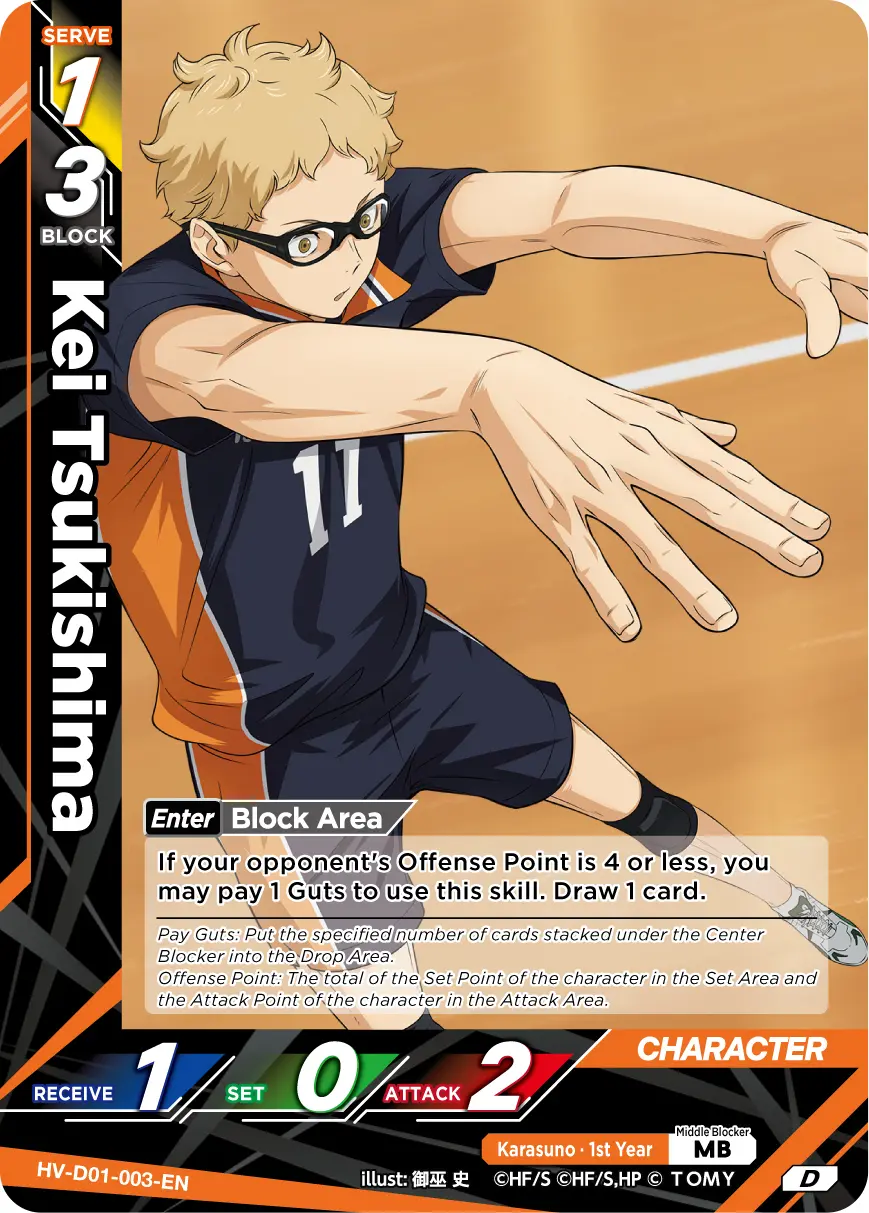 SERVE
1
3
BLOCK
Kei Tsukishima
11
Enter Block Area
If your opponent's Offense Point is 4 or less, you
may pay 1 Guts to use this skill. Draw 1 card.
Pay Guts: Put the specified number of cards stacked under the Center
Blocker into the Drop Area.
Offense Point: The total of the Set Point of the character in the Set Area and
the Attack Point of the character in the Attack Area.
CHARACTER
RECEIVE 1 SET 0 ATTACK 2
Karasuno · 1st Year Middle Blocker MB
HV-D01-003-EN
illust: 御巫 史 ©HF/S ©HF/S,HP © TOMY
D